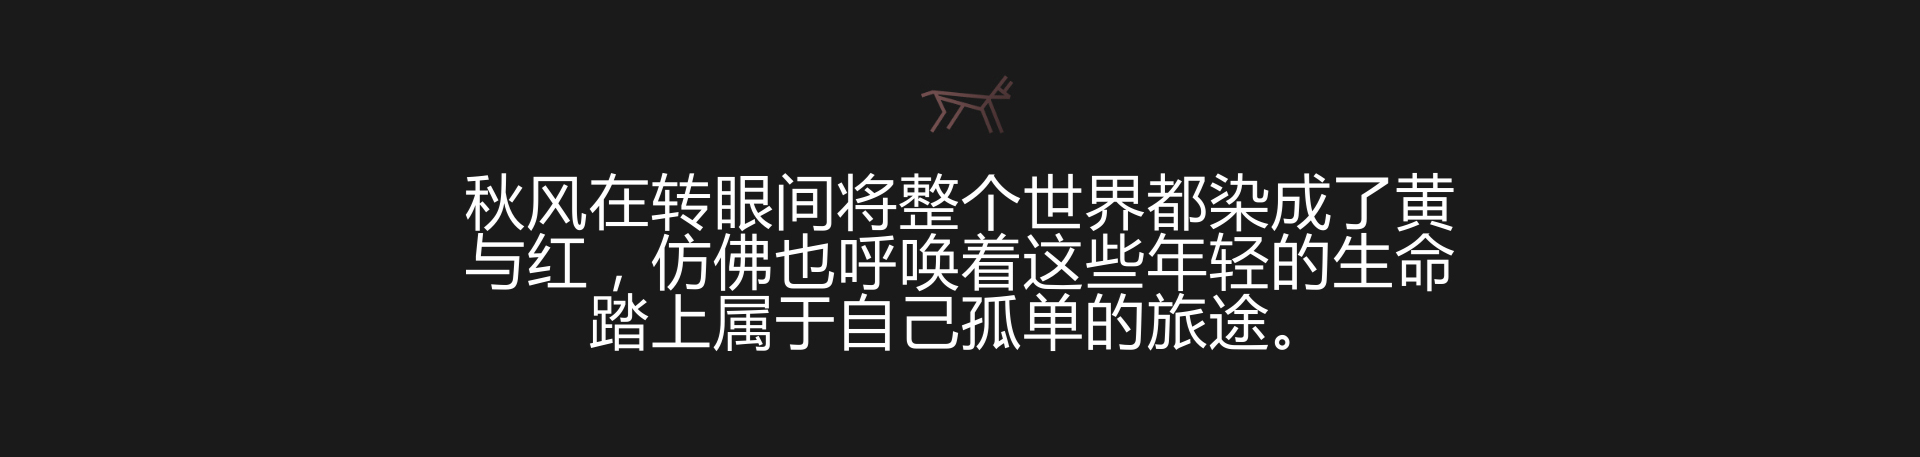 秋风在转眼间将整个世界都染成了黄
与红，仿佛也呼唤着这些年轻的生命
踏上属于自己孤单的旅途。